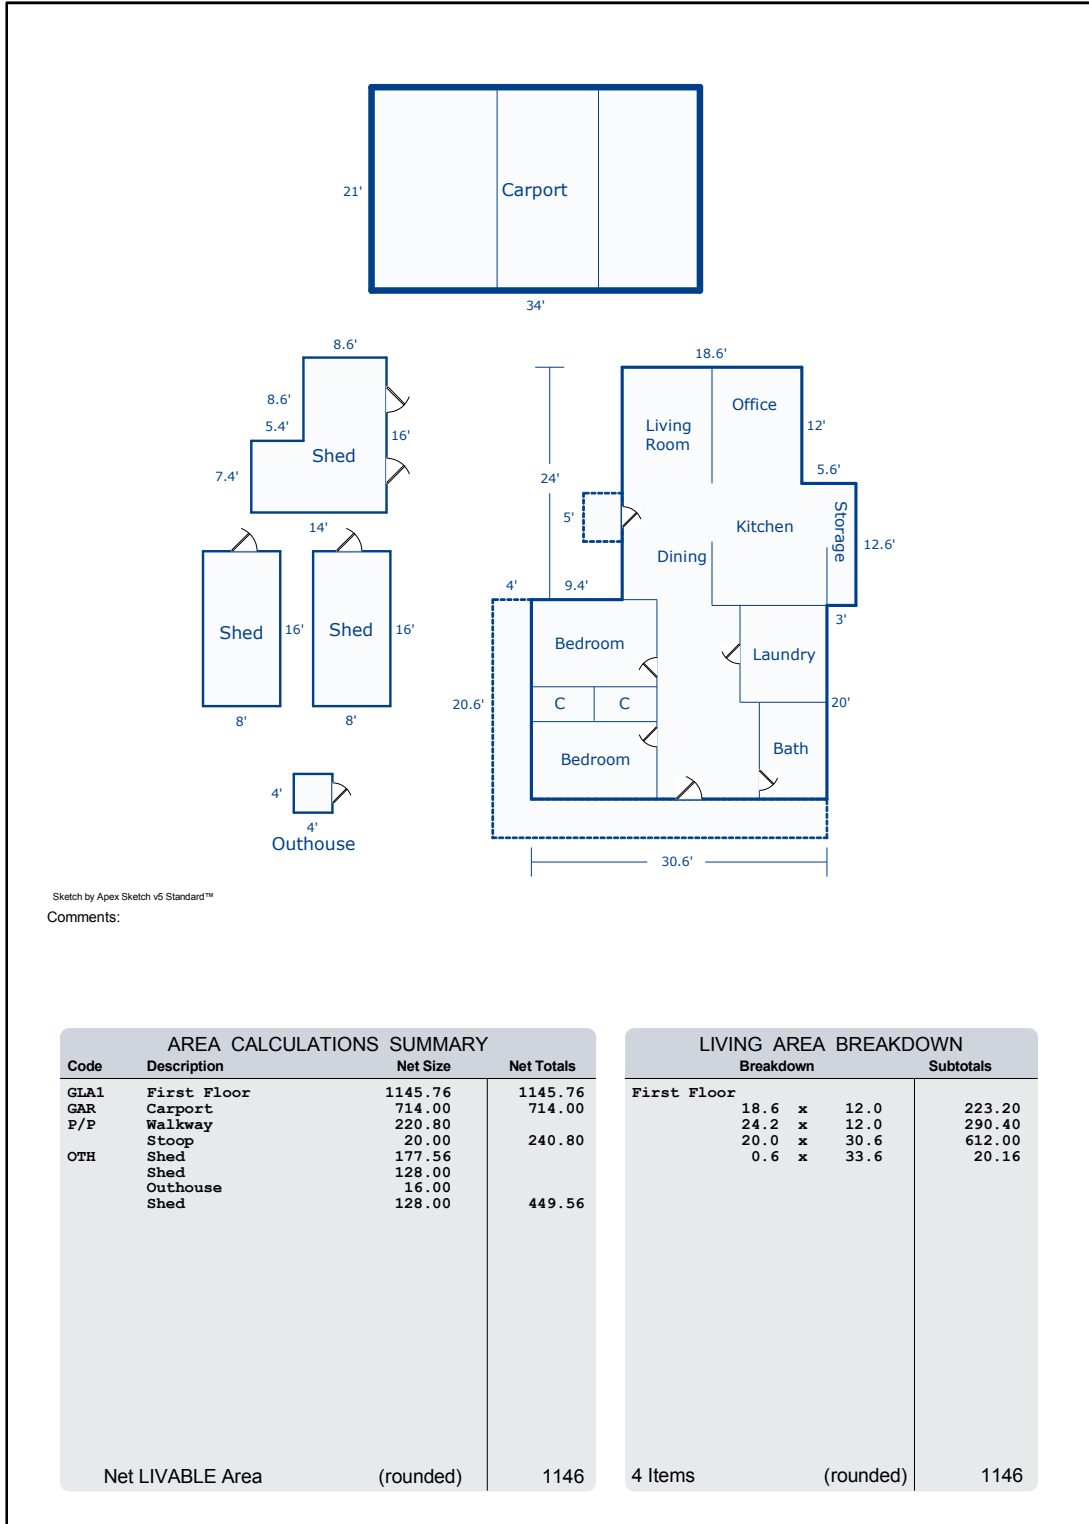 21'
Carport
34'
8.6'
8.6'
5.4'
16'
Shed
7.4'
14'
Shed
16'
8'
Shed
16'
8'
4'
4'
Outhouse
18.6'
Office
Living
Room
12'
24'
5.6'
5'
Kitchen
Storage
12.6'
Dining
4'
9.4'
3'
Bedroom
Laundry
20.6'
C
C
20'
Bath
Bedroom
30.6'
Sketch by Apex Sketch v5 Standard™
Comments:
AREA CALCULATIONS SUMMARY
Code Description Net Size Net Totals
GLA1 First Floor 1145.76 1145.76
GAR Carport 714.00 714.00
P/P Walkway 220.80
Stoop 20.00 240.80
OTH Shed 177.56
Shed 128.00
Outhouse 16.00
Shed 128.00 449.56
Net LIVABLE Area (rounded) 1146
LIVING AREA BREAKDOWN
Breakdown Subtotals
First Floor
18.6 x 12.0 223.20
24.2 x 12.0 290.40
20.0 x 30.6 612.00
0.6 x 33.6 20.16
4 Items (rounded) 1146